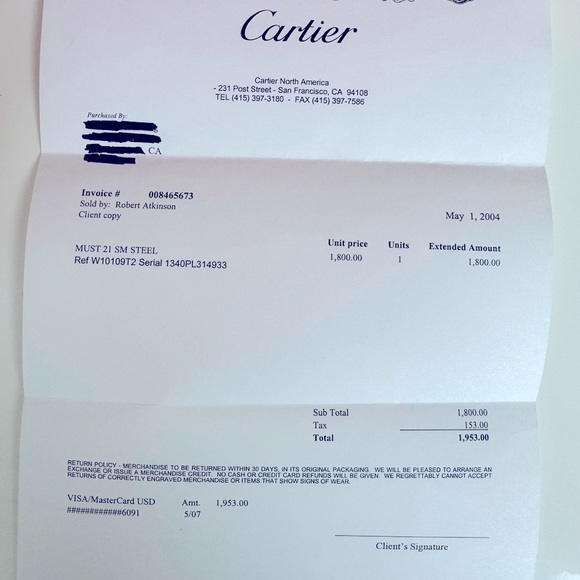 Cartier
Cartier North America
- 231 Post Street - San Francisco, CA 94108
TEL (415) 397-3180 - FAX (415) 397-7586
Purchased By:
CA
Invoice # 008465673
Sold by: Robert Atkinson
Client copy
May 1, 2004
Unit price Units Extended Amount
MUST 21 SM STEEL
1,800.00 1 1,800.00
Ref W10109T2 Serial 1340PL314933
Sub Total 1,800.00
Tax 153.00
Total 1,953.00
RETURN POLICY - MERCHANDISE TO BE RETURNED WITHIN 30 DAYS, IN ITS ORIGINAL PACKAGING. WE WILL BE PLEASED TO ARRANGE AN
EXCHANGE OR ISSUE A MERCHANDISE CREDIT. NO CASH OR CREDIT CARD REFUNDS WILL BE GIVEN. WE REGRETTABLY CANNOT ACCEPT
RETURNS OF CORRECTLY ENGRAVED MERCHANDISE OR ITEMS THAT SHOW SIGNS OF WEAR.
VISA/MasterCard USD Amt. 1,953.00
############6091 5/07
Client's Signature